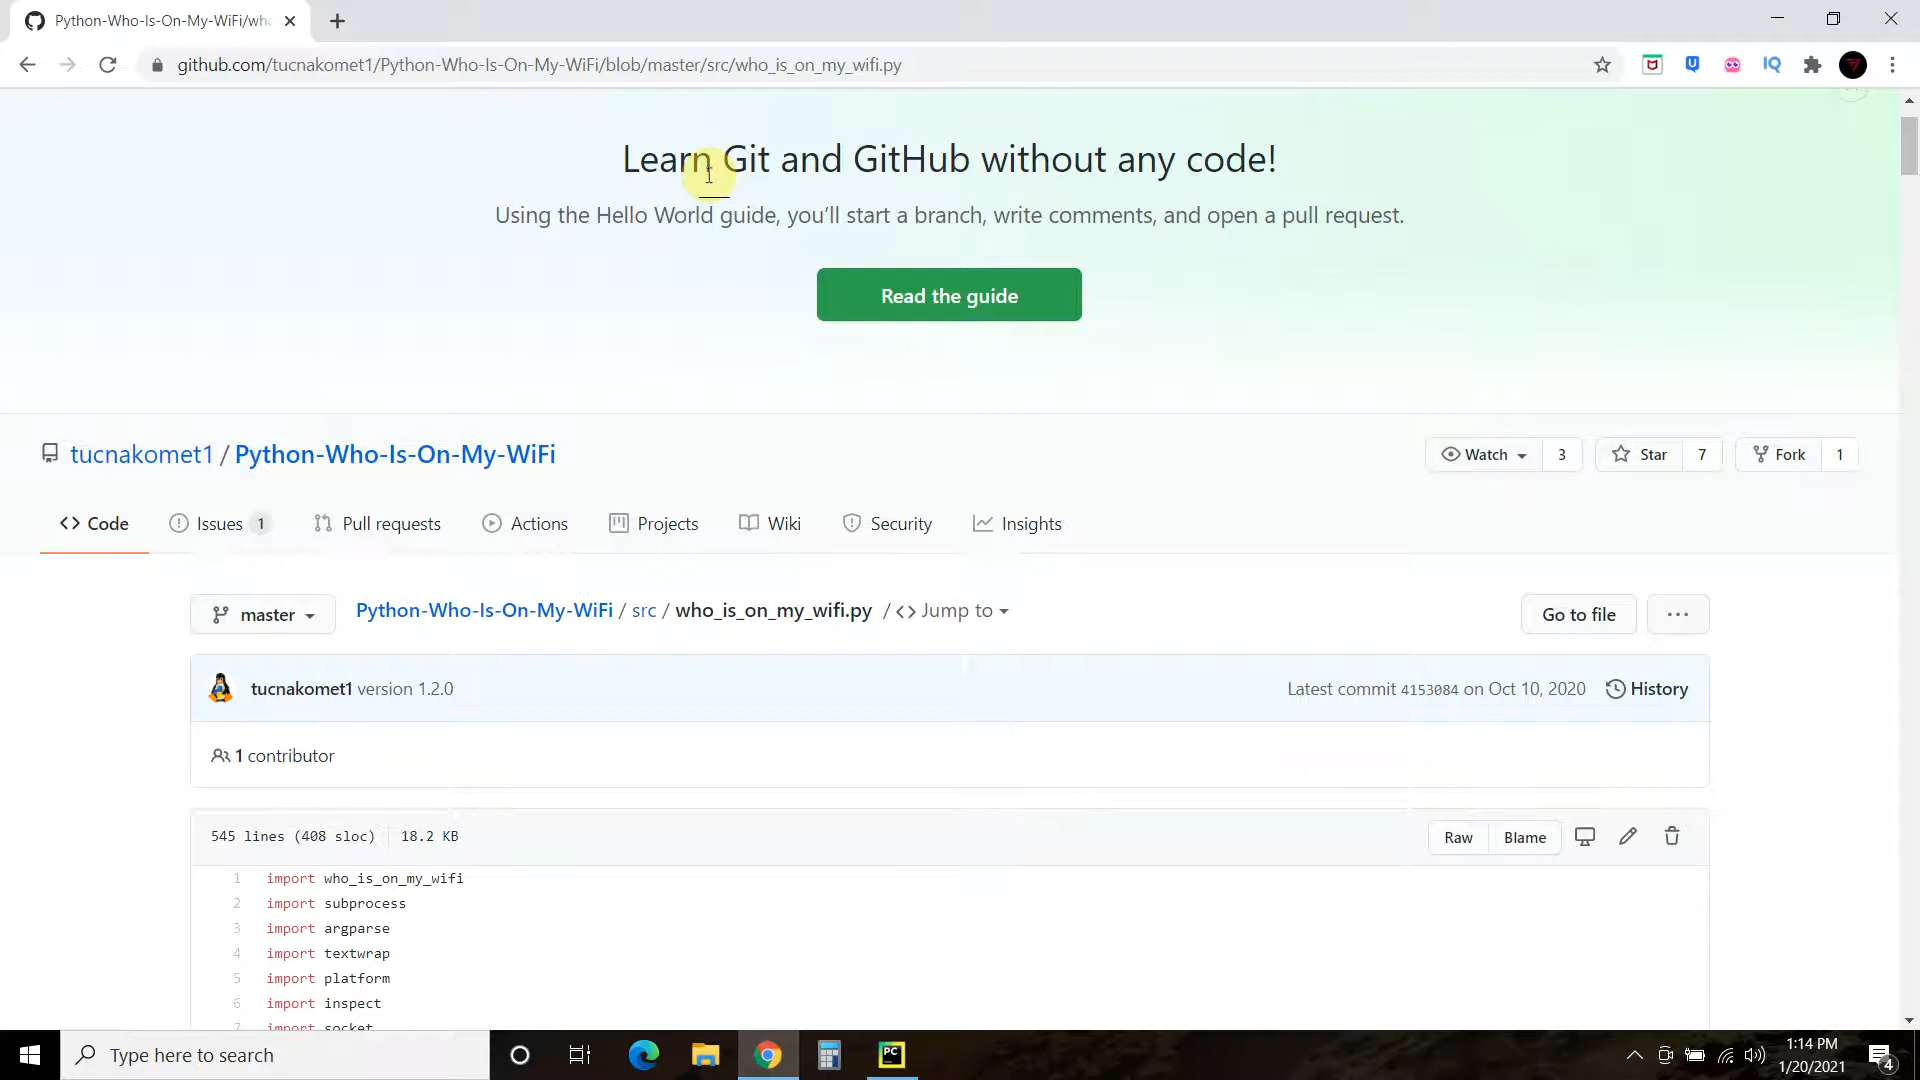 Python-Who-Is-On-My-WiFi/wh
github.com/tucnakomet1/Python-Who-Is-On-My-WiFi/blob/master/src/who_is_on_my_wifi.py
IQ
Learn Git and GitHub without any code!
Using the Hello World guide, you’ll start a branch, write comments, and open a pull request.
Read the guide
tucnakomet1 / Python-Who-Is-On-My-WiFi
Watch 3 Star 7 Fork 1
Code Issues 1 Pull requests Actions Projects Wiki Security Insights
master Python-Who-Is-On-My-WiFi / src / who_is_on_my_wifi.py / <> Jump to Go to file ...
tucnakomet1 version 1.2.0 Latest commit 4153084 on Oct 10, 2020 History
1 contributor
545 lines (408 sloc) 18.2 KB Raw Blame
1 import who_is_on_my_wifi
2 import subprocess
3 import argparse
4 import textwrap
5 import platform
6 import inspect
7 import socket
Type here to search
PC
1:14 PM
1/20/2021
4